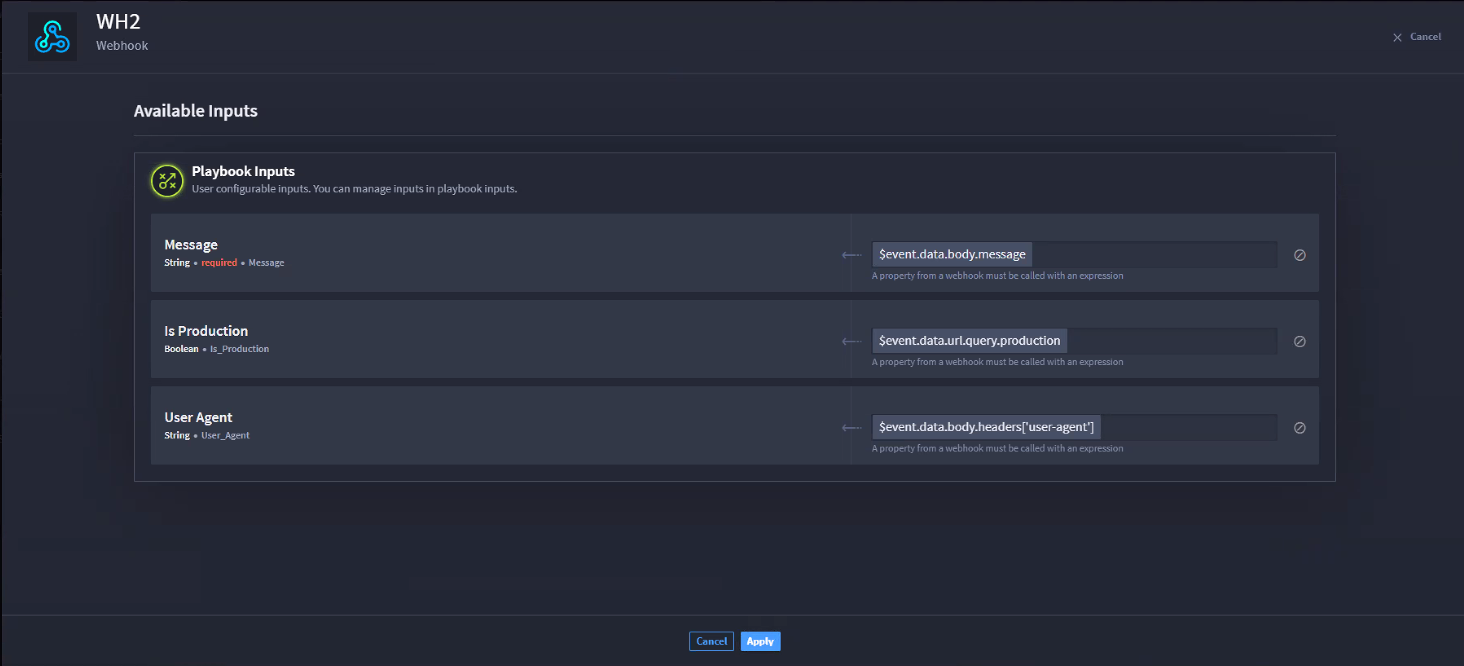 WH2
Webhook
Cancel
Available Inputs
Playbook Inputs
User configurable inputs. You can manage inputs in playbook inputs.
Message
String • required • Message
$event.data.body.message
A property from a webhook must be called with an expression
Is Production
Boolean • Is_Production
$event.data.url.query.production
A property from a webhook must be called with an expression
User Agent
String • User_Agent
$event.data.body.headers['user-agent']
A property from a webhook must be called with an expression
Cancel
Apply